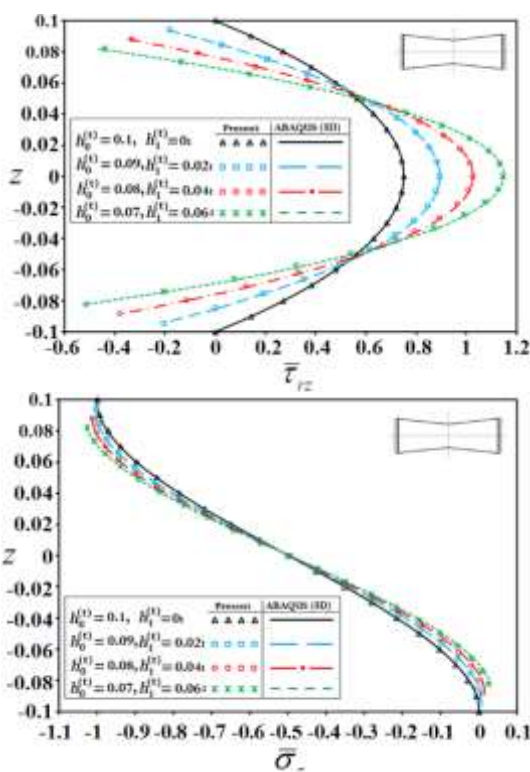 0.1
0.08
0.06
0.04
0.02
z 0
-0.02
-0.04
-0.06
-0.08
-0.1
Present ABAQUS (3D)
h₀⁽ᵗ⁾ = 0.1, h₁⁽ᵗ⁾ = 0
h₀⁽ᵗ⁾ = 0.09, h₁⁽ᵗ⁾ = 0.02
h₀⁽ᵗ⁾ = 0.08, h₁⁽ᵗ⁾ = 0.04
h₀⁽ᵗ⁾ = 0.07, h₁⁽ᵗ⁾ = 0.06
-0.6 -0.4 -0.2 0 0.2 0.4 0.6 0.8 1 1.2
τ̅rz
0.1
0.08
0.06
0.04
0.02
z 0
-0.02
-0.04
-0.06
-0.08
-0.1
Present ABAQUS (3D)
h₀⁽ᵗ⁾ = 0.1, h₁⁽ᵗ⁾ = 0
h₀⁽ᵗ⁾ = 0.09, h₁⁽ᵗ⁾ = 0.02
h₀⁽ᵗ⁾ = 0.08, h₁⁽ᵗ⁾ = 0.04
h₀⁽ᵗ⁾ = 0.07, h₁⁽ᵗ⁾ = 0.06
-1.1 -1 -0.9 -0.8 -0.7 -0.6 -0.5 -0.4 -0.3 -0.2 -0.1 0 0.1
σ̅